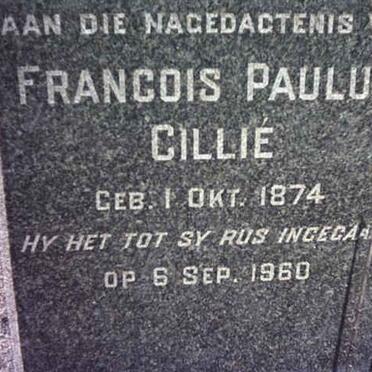 AAN DIE NAGEDACTENIS
FRANCOIS PAULU
CILLIÉ
GEB. 1 OKT. 1874
HY HET TOT SY RUS INGEGA
OP 6 SEP. 1960